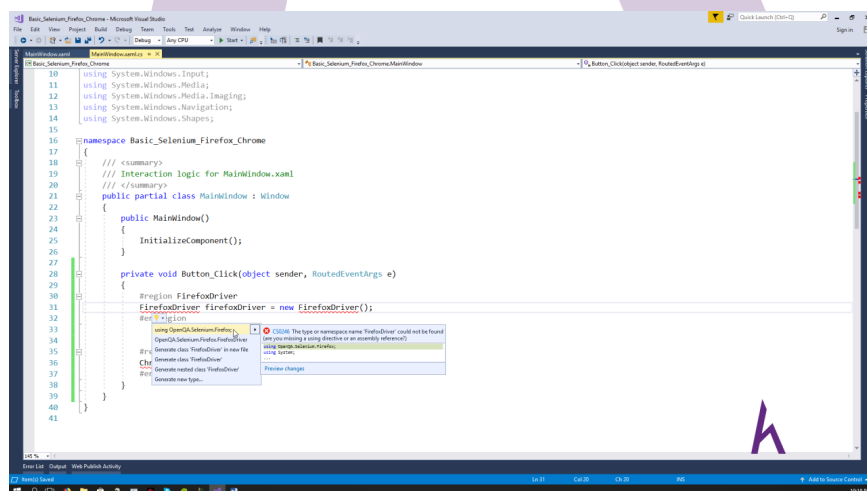 Basic_Selenium_Firefox_Chrome - Microsoft Visual Studio
Quick Launch (Ctrl+Q)
File Edit View Project Build Debug Team Tools Test Analyze Window Help
Sign in
Debug Any CPU Start
MainWindow.xaml MainWindow.xaml.cs
Server Explorer
Toolbox
Basic_Selenium_Firefox_Chrome Basic_Selenium_Firefox_Chrome.MainWindow Button_Click(object sender, RoutedEventArgs e)
10 using System.Windows.Input;
11 using System.Windows.Media;
12 using System.Windows.Media.Imaging;
13 using System.Windows.Navigation;
14 using System.Windows.Shapes;
15
16 namespace Basic_Selenium_Firefox_Chrome
17 {
18 /// <summary>
19 /// Interaction logic for MainWindow.xaml
20 /// </summary>
21 public partial class MainWindow : Window
22 {
23 public MainWindow()
24 {
25 InitializeComponent();
26 }
27
28 private void Button_Click(object sender, RoutedEventArgs e)
29 {
30 #region FirefoxDriver
31 FirefoxDriver firefoxDriver = new FirefoxDriver();
32 #en gion
33 using OpenQA.Selenium.Firefox;
CS0246 The type or namespace name 'FirefoxDriver' could not be found
(are you missing a using directive or an assembly reference?)
34 OpenQA.Selenium.Firefox.FirefoxDriver
using OpenQA.Selenium.Firefox;
using System;
...
35 #re Generate class 'FirefoxDriver' in new file
36 Chr Generate class 'FirefoxDriver'
37 #en Generate nested class 'FirefoxDriver'
Preview changes
Generate new type...
38 }
39 }
40 }
41
145 %
Error List Output Web Publish Activity
Item(s) Saved Ln 31 Col 20 Ch 20 INS Add to Source Control